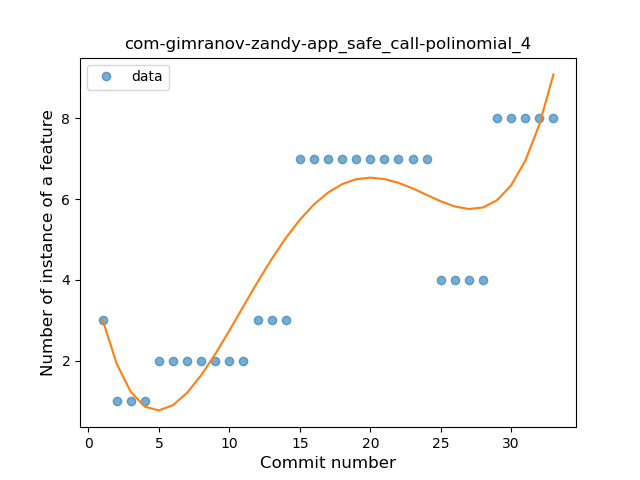 com-gimranov-zandy-app_safe_call-polinomial_4
data
Number of instance of a feature
8
6
4
2
0
5
10
15
20
25
30
Commit number